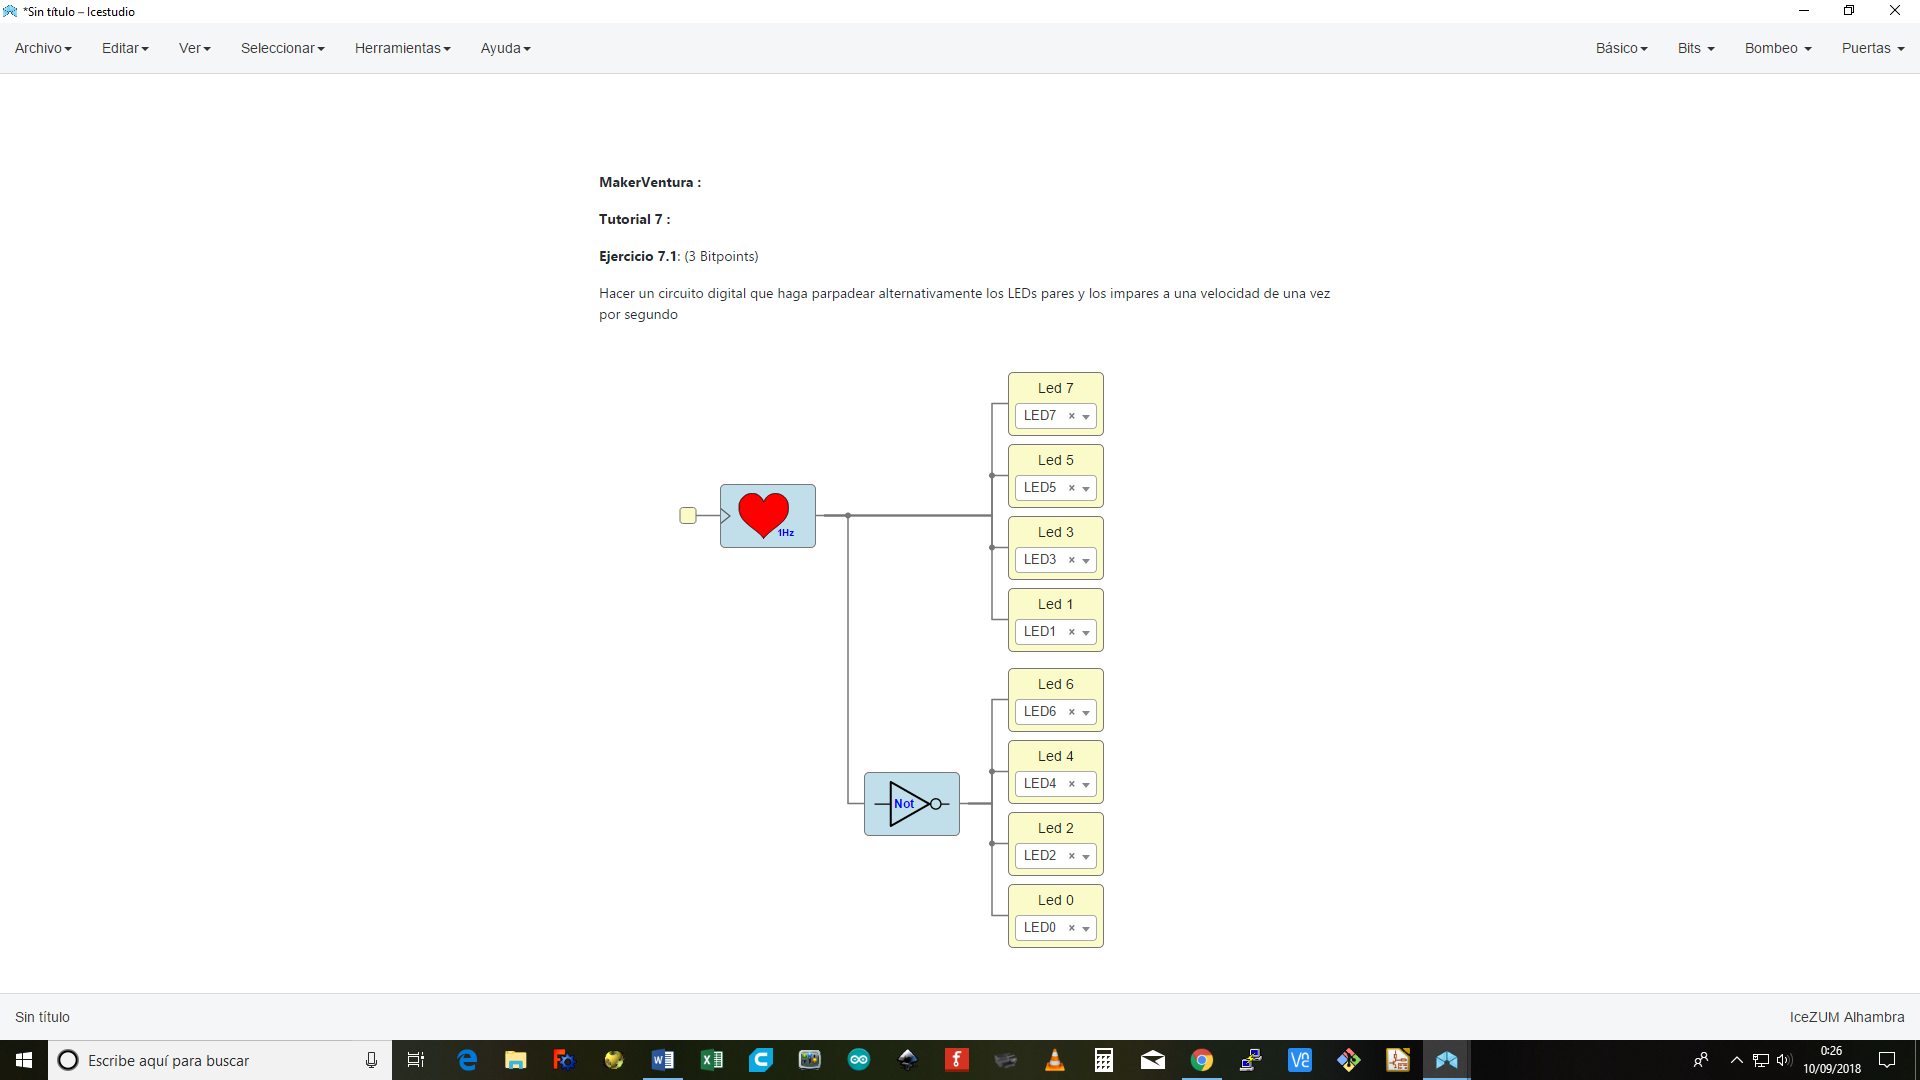 *Sin título – Icestudio
Archivo Editar Ver Seleccionar Herramientas Ayuda Básico Bits Bombeo Puertas
MakerVentura :
Tutorial 7 :
Ejercicio 7.1: (3 Bitpoints)
Hacer un circuito digital que haga parpadear alternativamente los LEDs pares y los impares a una velocidad de una vez
por segundo
Led 7
LED7
Led 5
LED5
1Hz
Led 3
LED3
Led 1
LED1
Led 6
LED6
Led 4
LED4
Not
Led 2
LED2
Led 0
LED0
Sin título IceZUM Alhambra
Escribe aquí para buscar
0:26
10/09/2018